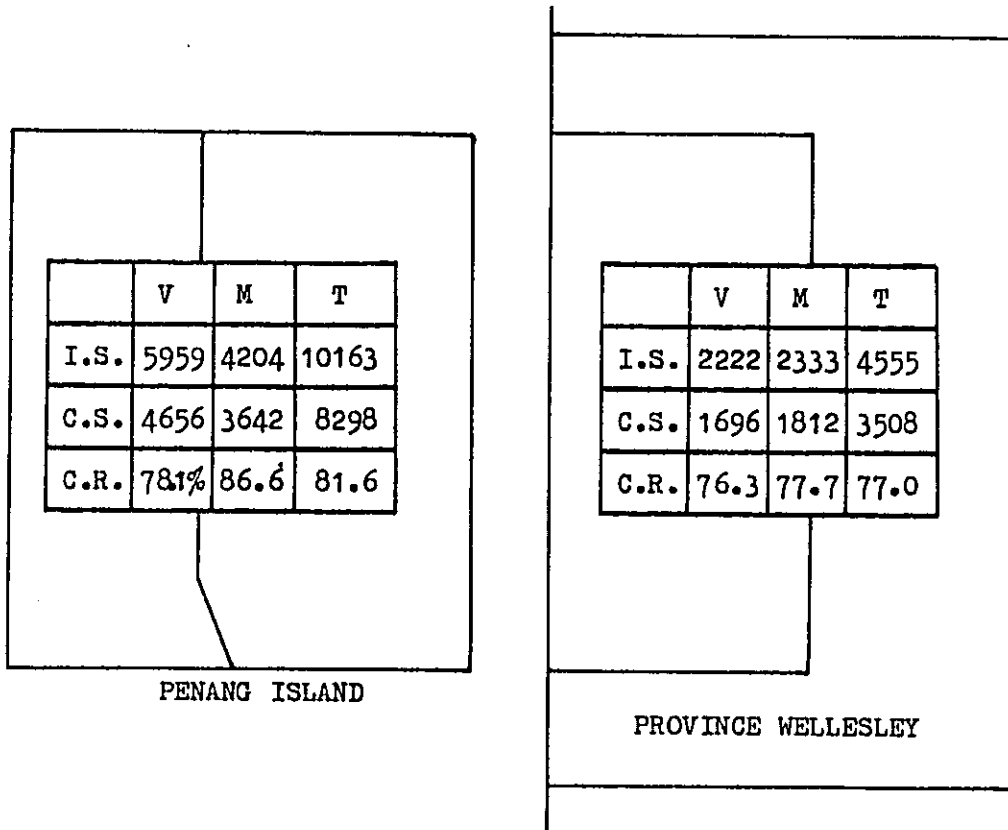 V M T
I.S. 5959 4204 10163
C.S. 4656 3642 8298
C.R. 78.1% 86.6 81.6
PENANG ISLAND
V M T
I.S. 2222 2333 4555
C.S. 1696 1812 3508
C.R. 76.3 77.7 77.0
PROVINCE WELLESLEY